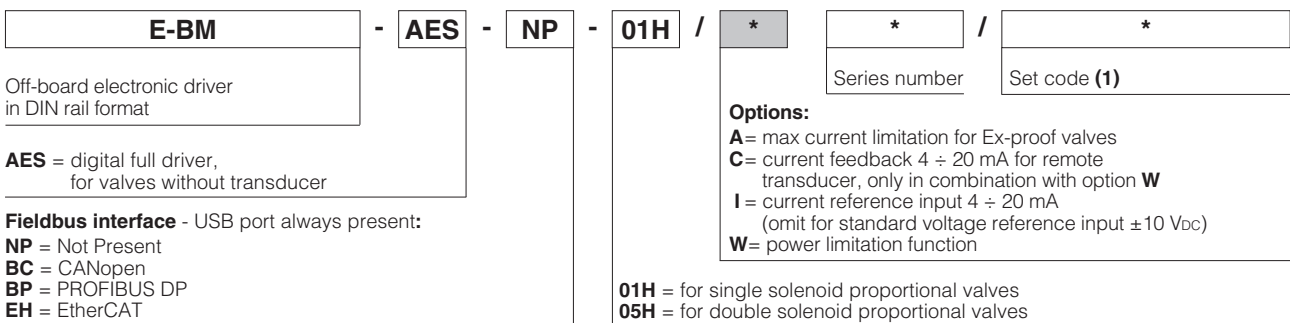 E-BM - AES - NP - 01H / * * / *
Off-board electronic driver
in DIN rail format
Series number
Set code (1)
AES = digital full driver,
for valves without transducer
Options:
A= max current limitation for Ex-proof valves
C= current feedback 4 ÷ 20 mA for remote
transducer, only in combination with option W
I = current reference input 4 ÷ 20 mA
(omit for standard voltage reference input ±10 VDC)
W= power limitation function
Fieldbus interface - USB port always present:
NP = Not Present
BC = CANopen
BP = PROFIBUS DP
EH = EtherCAT
01H = for single solenoid proportional valves
05H = for double solenoid proportional valves